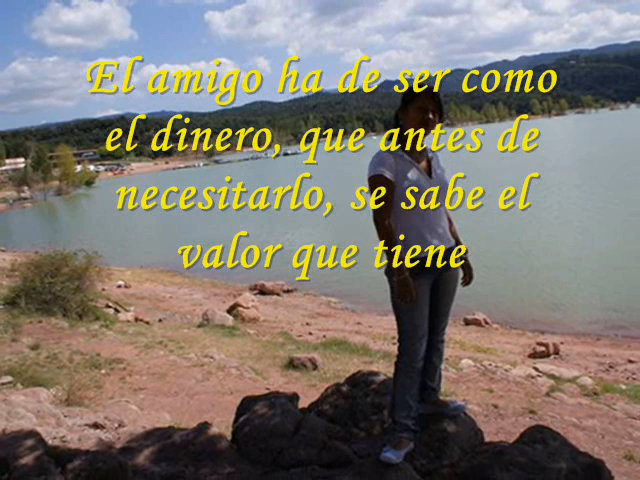 El amigo ha de ser como
el dinero, que antes de
necesitarlo, se sabe el
valor que tiene